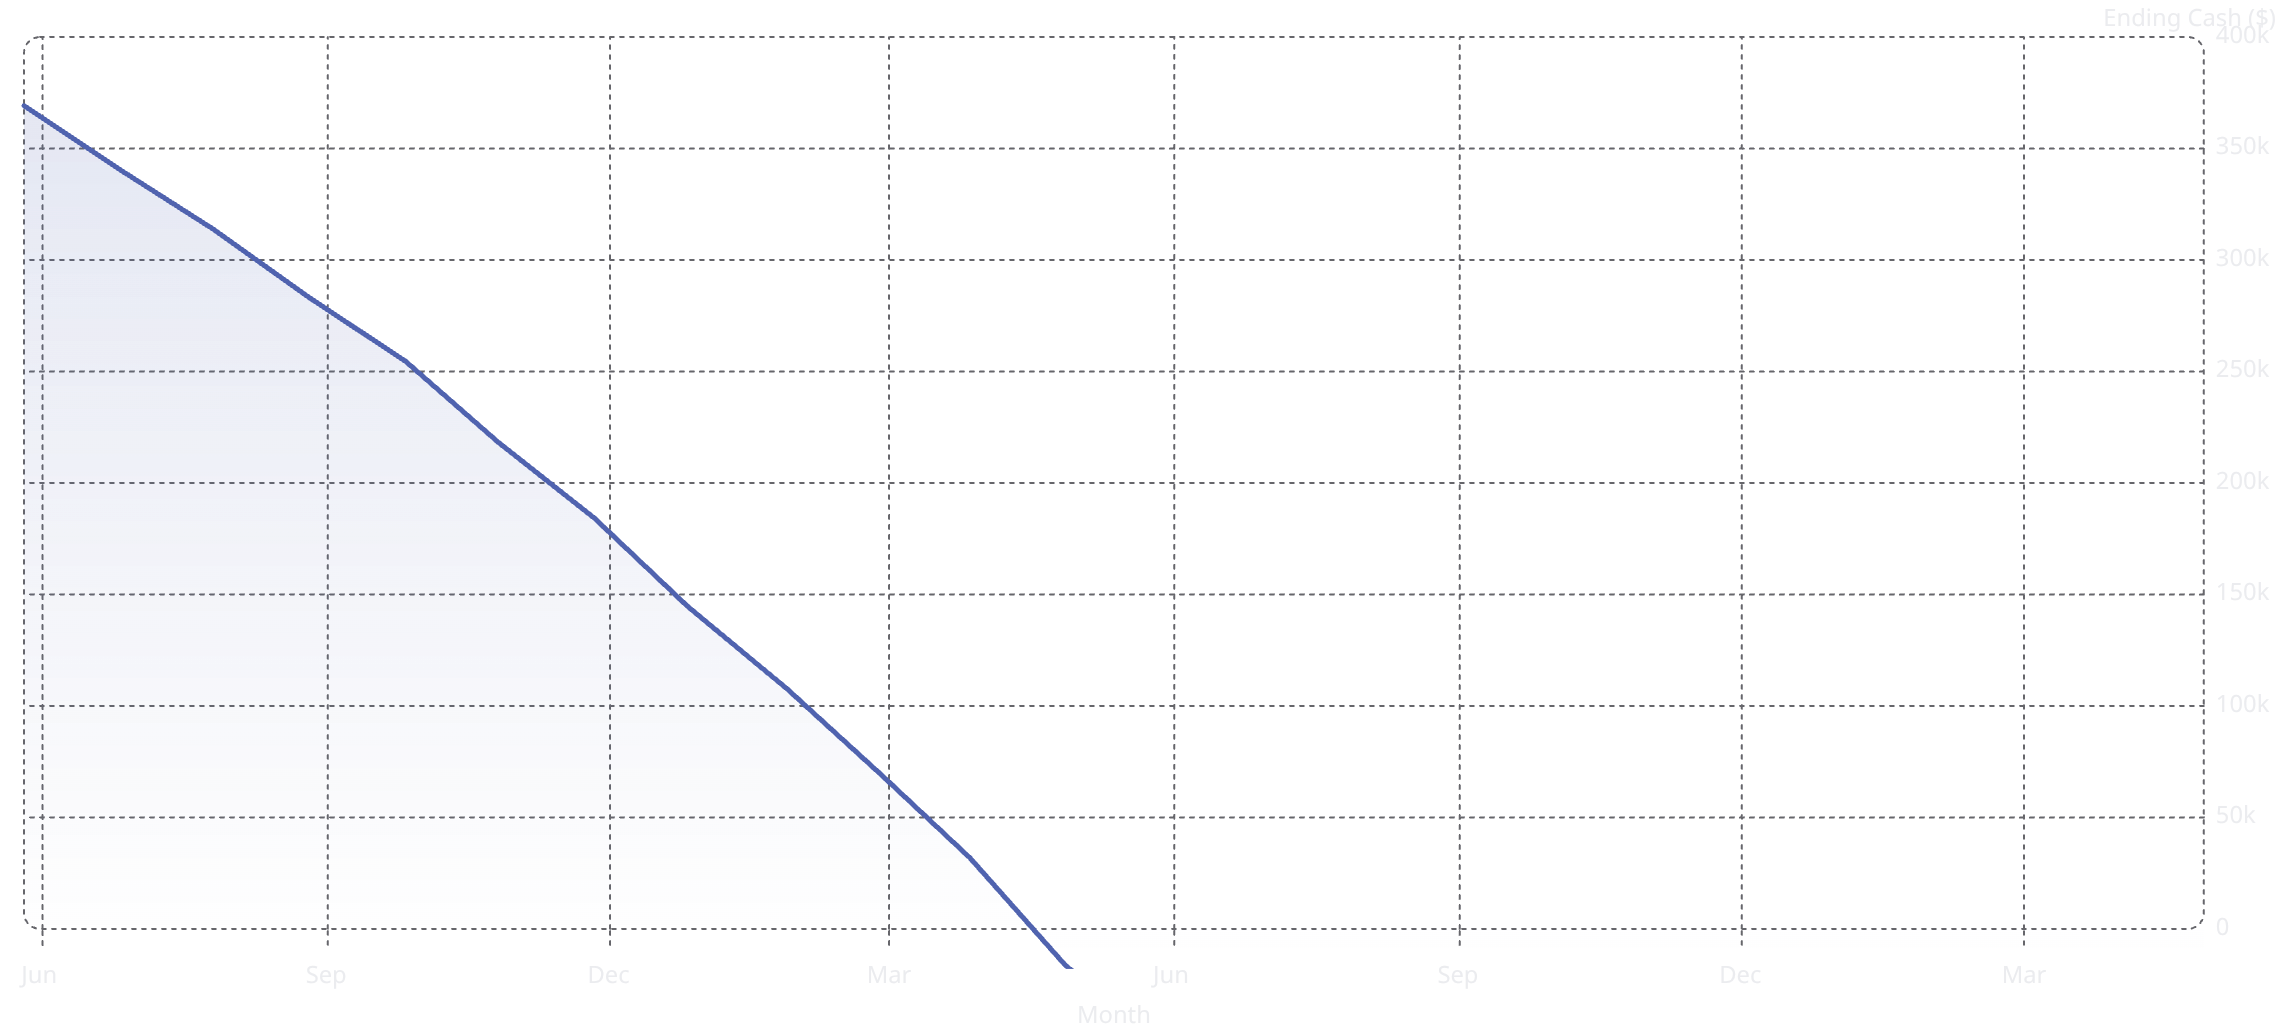 Ending Cash ($)
400k
350k
300k
250k
200k
150k
100k
50k
0
Jun Sep Dec Mar Jun Sep Dec Mar
Month